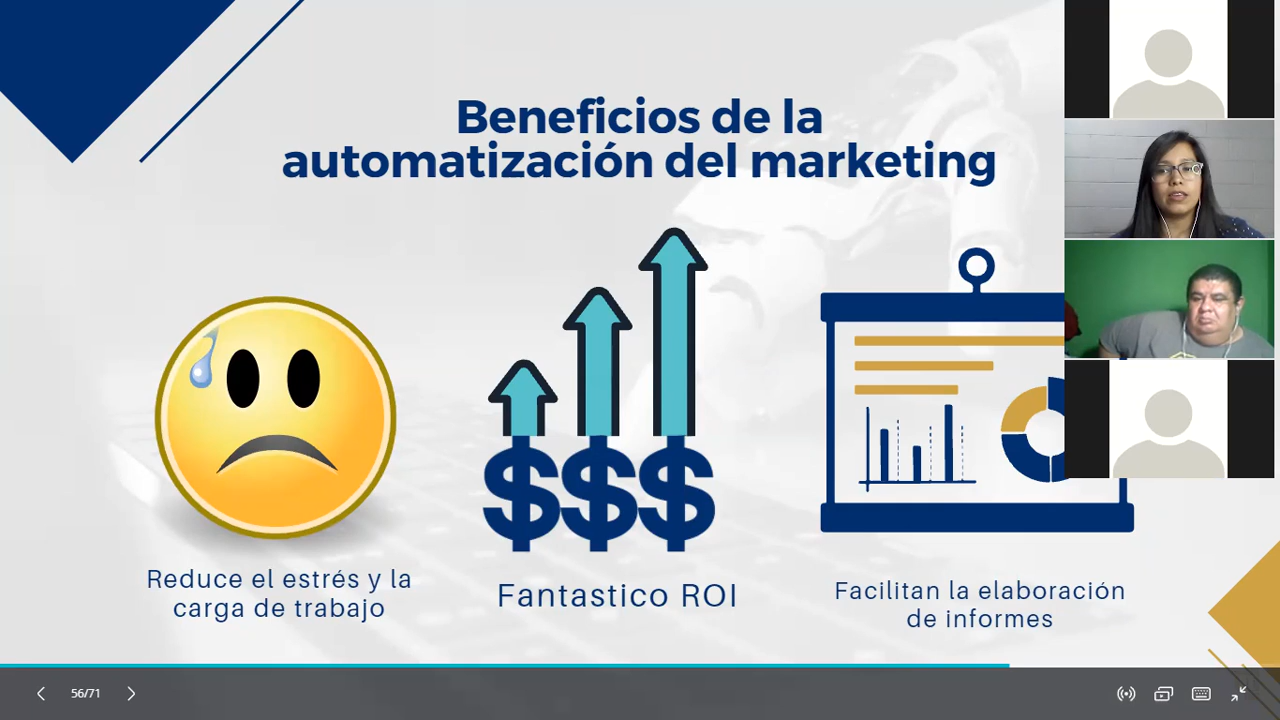 Beneficios de la
automatización del marketing
$$$
Reduce el estrés y la
carga de trabajo
Fantastico ROI
Facilitan la elaboración
de informes
56/71